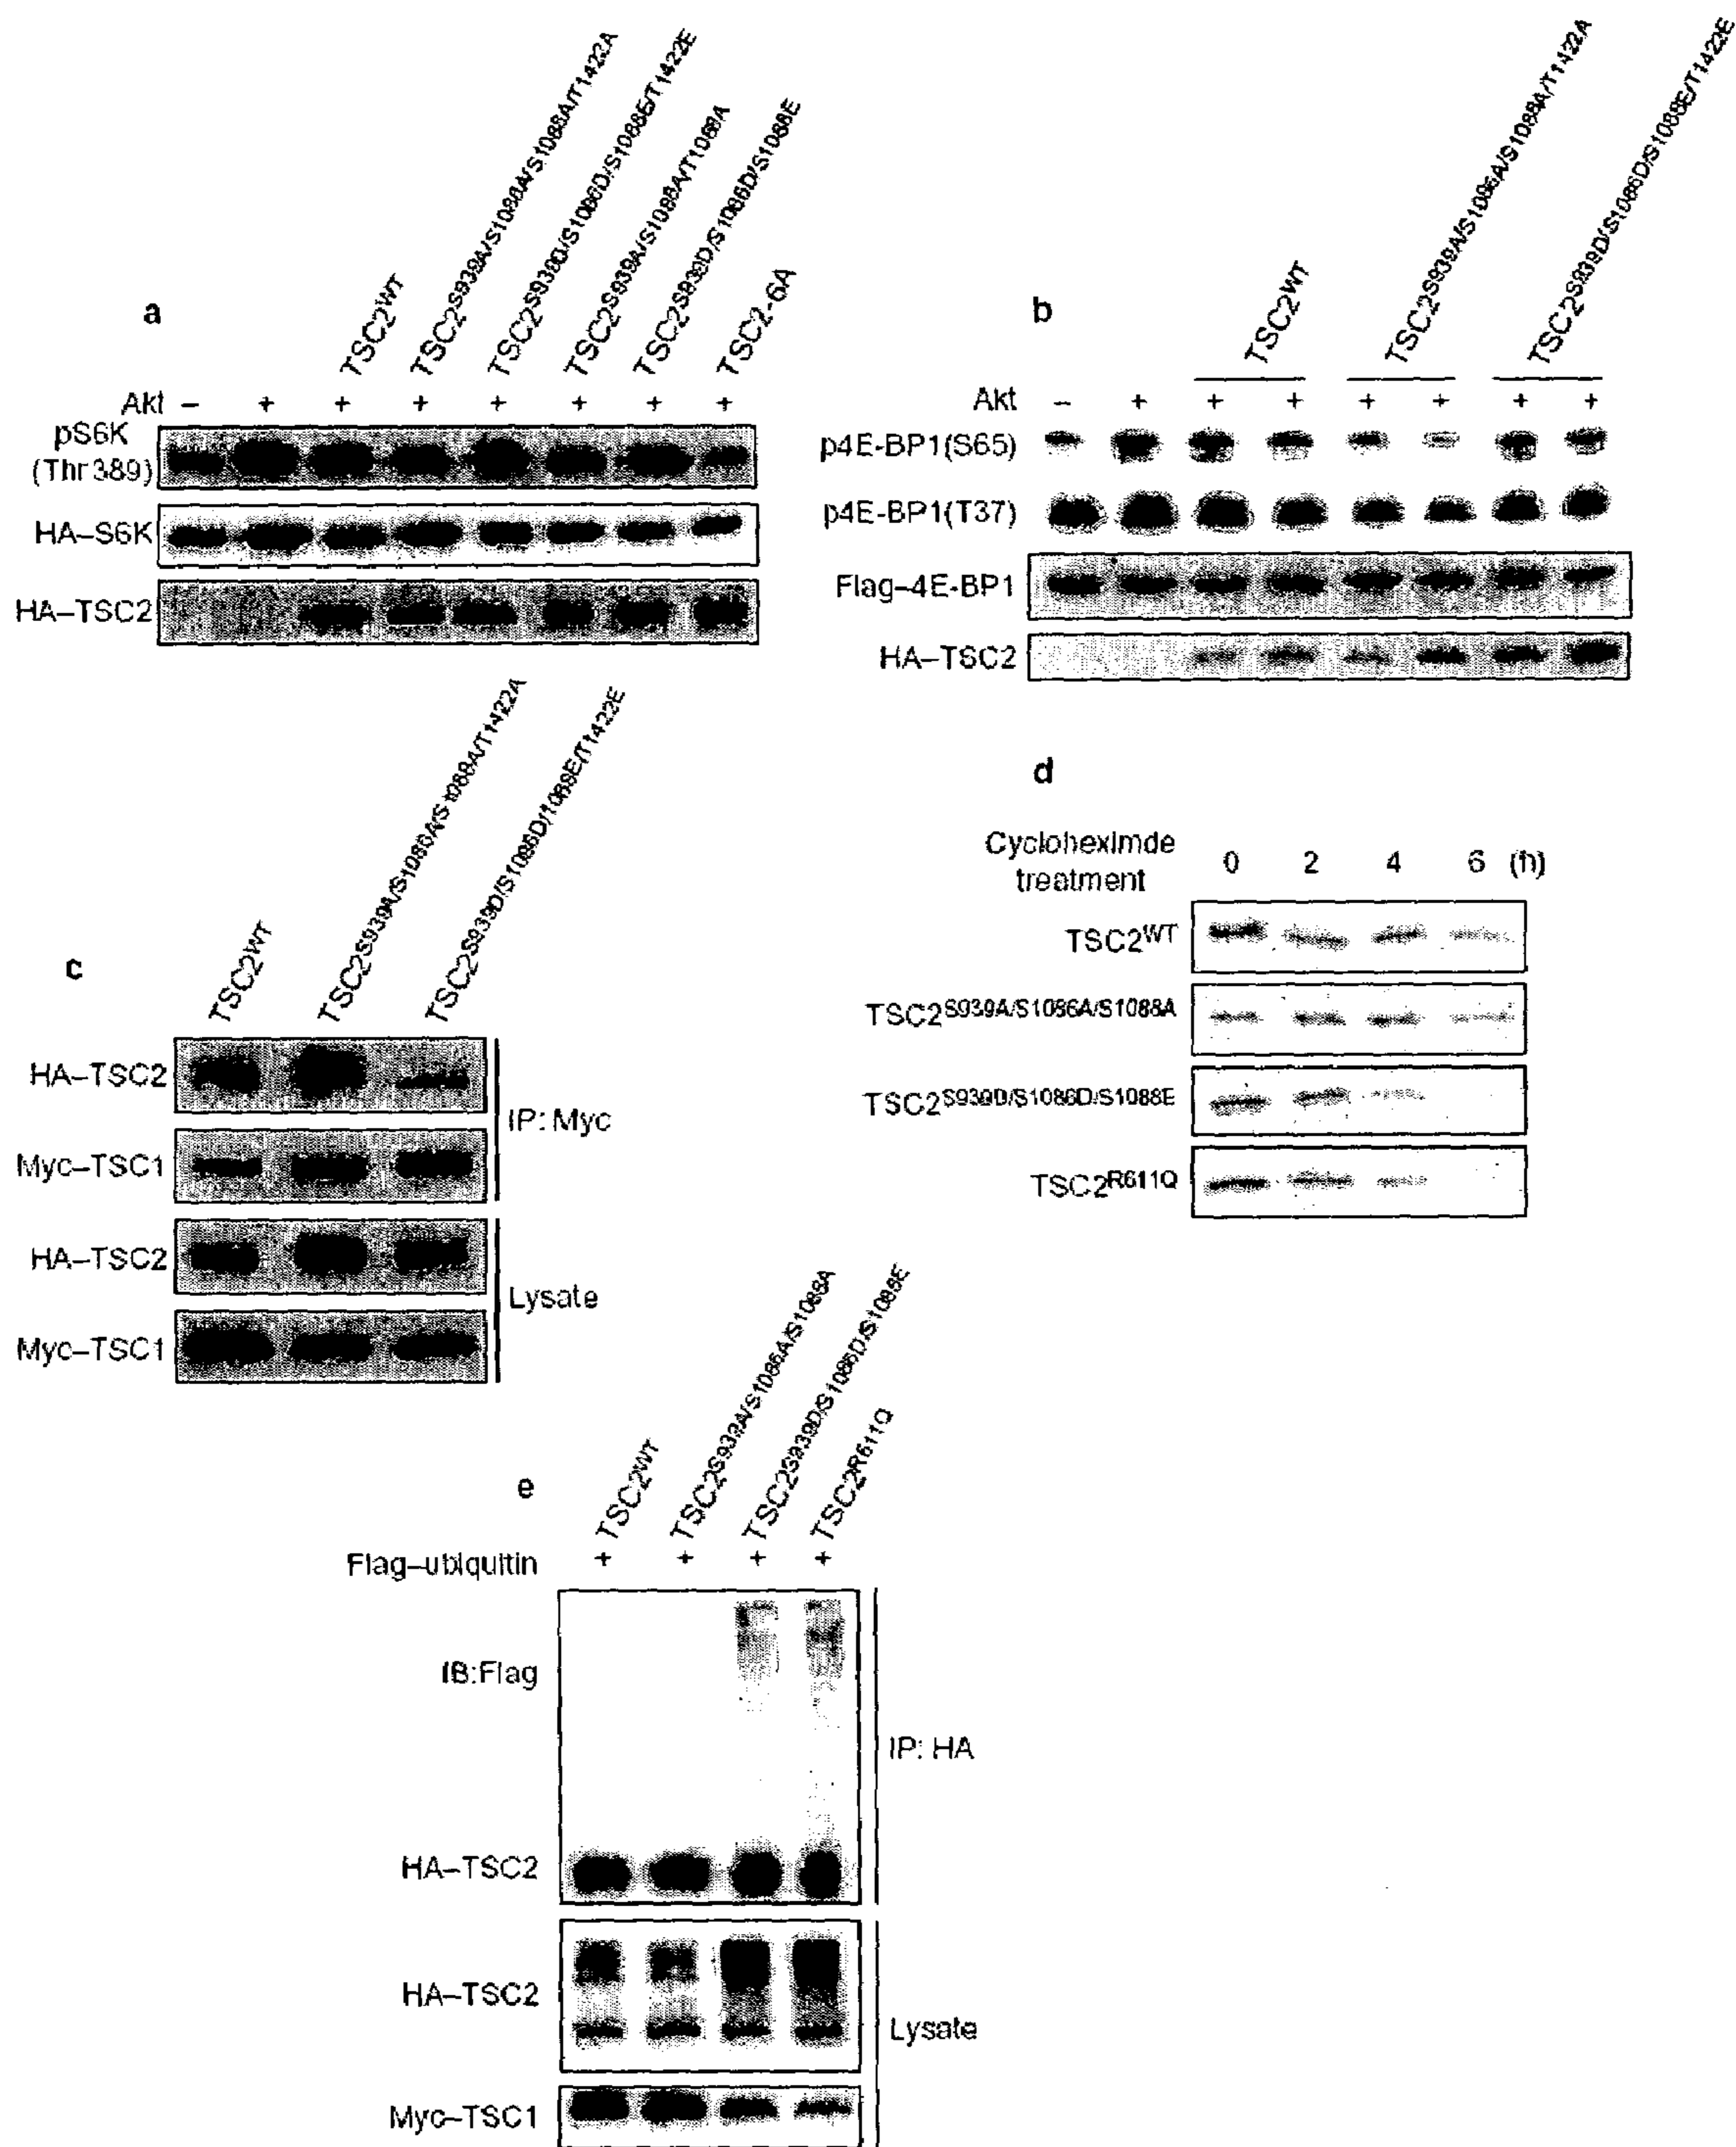 a
TSC2WT
TSC2S939A/S1086A/S1088A/T1422A
TSC2S939D/S1086D/S1088E/T1422E
TSC2S939A/S1088A/T1088A
TSC2S939D/S1086D/S1088E
TSC2-6A
Akt – + + + + + + +
pS6K
(Thr389)
HA–S6K
HA–TSC2
b
TSC2WT
TSC2S939A/S1086A/S1088A/T1422A
TSC2S939D/S1086D/S1088E/T1422E
Akt – + + + + + + +
p4E-BP1(S65)
p4E-BP1(T37)
Flag–4E-BP1
HA–TSC2
c
TSC2WT
TSC2S939A/S1086A/S1088A/T1422A
TSC2S939D/S1086D/1088E/T1422E
HA–TSC2
Myc–TSC1
IP: Myc
HA–TSC2
Myc–TSC1
Lysate
d
Cycloheximde
treatment
0 2 4 6 (h)
TSC2WT
TSC2S939A/S1086A/S1088A
TSC2S939D/S1086D/S1088E
TSC2R611Q
e
TSC2WT
TSC2S939A/S1086A/S1088A
TSC2S939D/S1086D/S1088E
TSC2R611Q
Flag–ubiquitin + + + +
IB:Flag
HA–TSC2
IP: HA
HA–TSC2
Myc–TSC1
Lysate